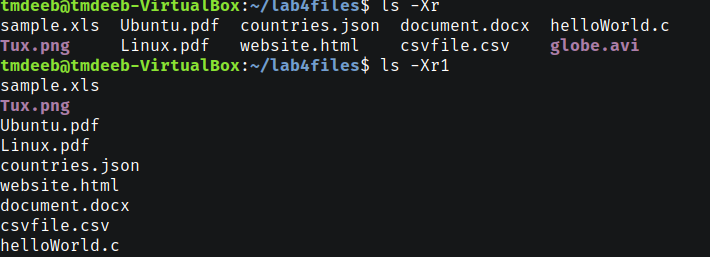 tmdeeb@tmdeeb-VirtualBox:~/lab4files$ ls -Xr
sample.xls Ubuntu.pdf countries.json document.docx helloWorld.c
Tux.png Linux.pdf website.html csvfile.csv globe.avi
tmdeeb@tmdeeb-VirtualBox:~/lab4files$ ls -Xr1
sample.xls
Tux.png
Ubuntu.pdf
Linux.pdf
countries.json
website.html
document.docx
csvfile.csv
helloWorld.c